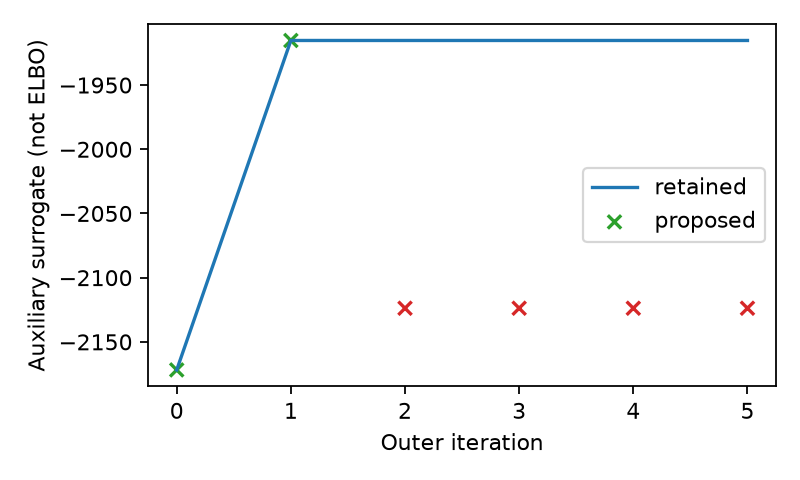 Auxiliary surrogate (not ELBO)
−1950
−2000
−2050
−2100
−2150
retained
proposed
0 1 2 3 4 5
Outer iteration